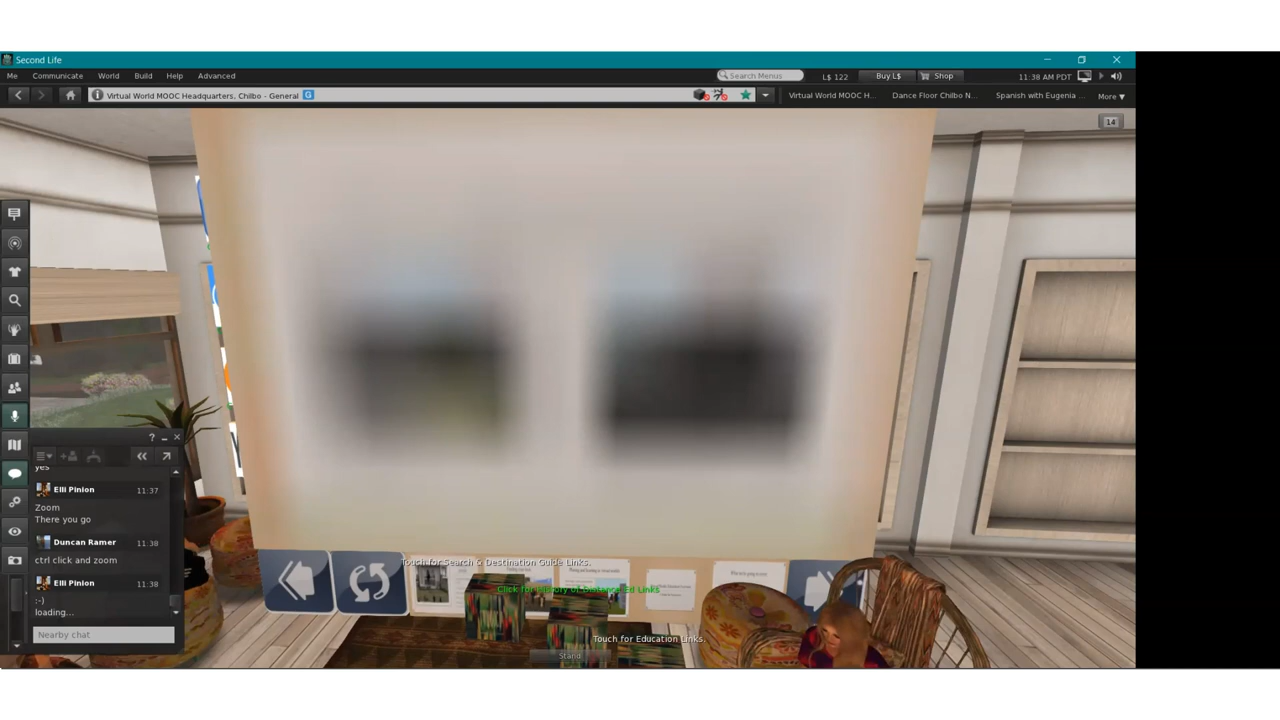 Second Life
Me Communicate World Build Help Advanced
Search Menus
L$ 122
Buy L$
Shop
11:38 AM PDT
Virtual World MOOC Headquarters, Chilbo - General G
Virtual World MOOC H...
Dance Floor Chilbo N...
Spanish with Eugenia ...
More ▼
14
?
yes
Elli Pinion 11:37
Zoom
There you go
Duncan Ramer 11:38
ctrl click and zoom
Elli Pinion 11:38
:-)
loading...
Nearby chat
Touch for Search & Destination Guide Links.
Click for History of Distance Ed Links
Touch for Education Links.
Stand